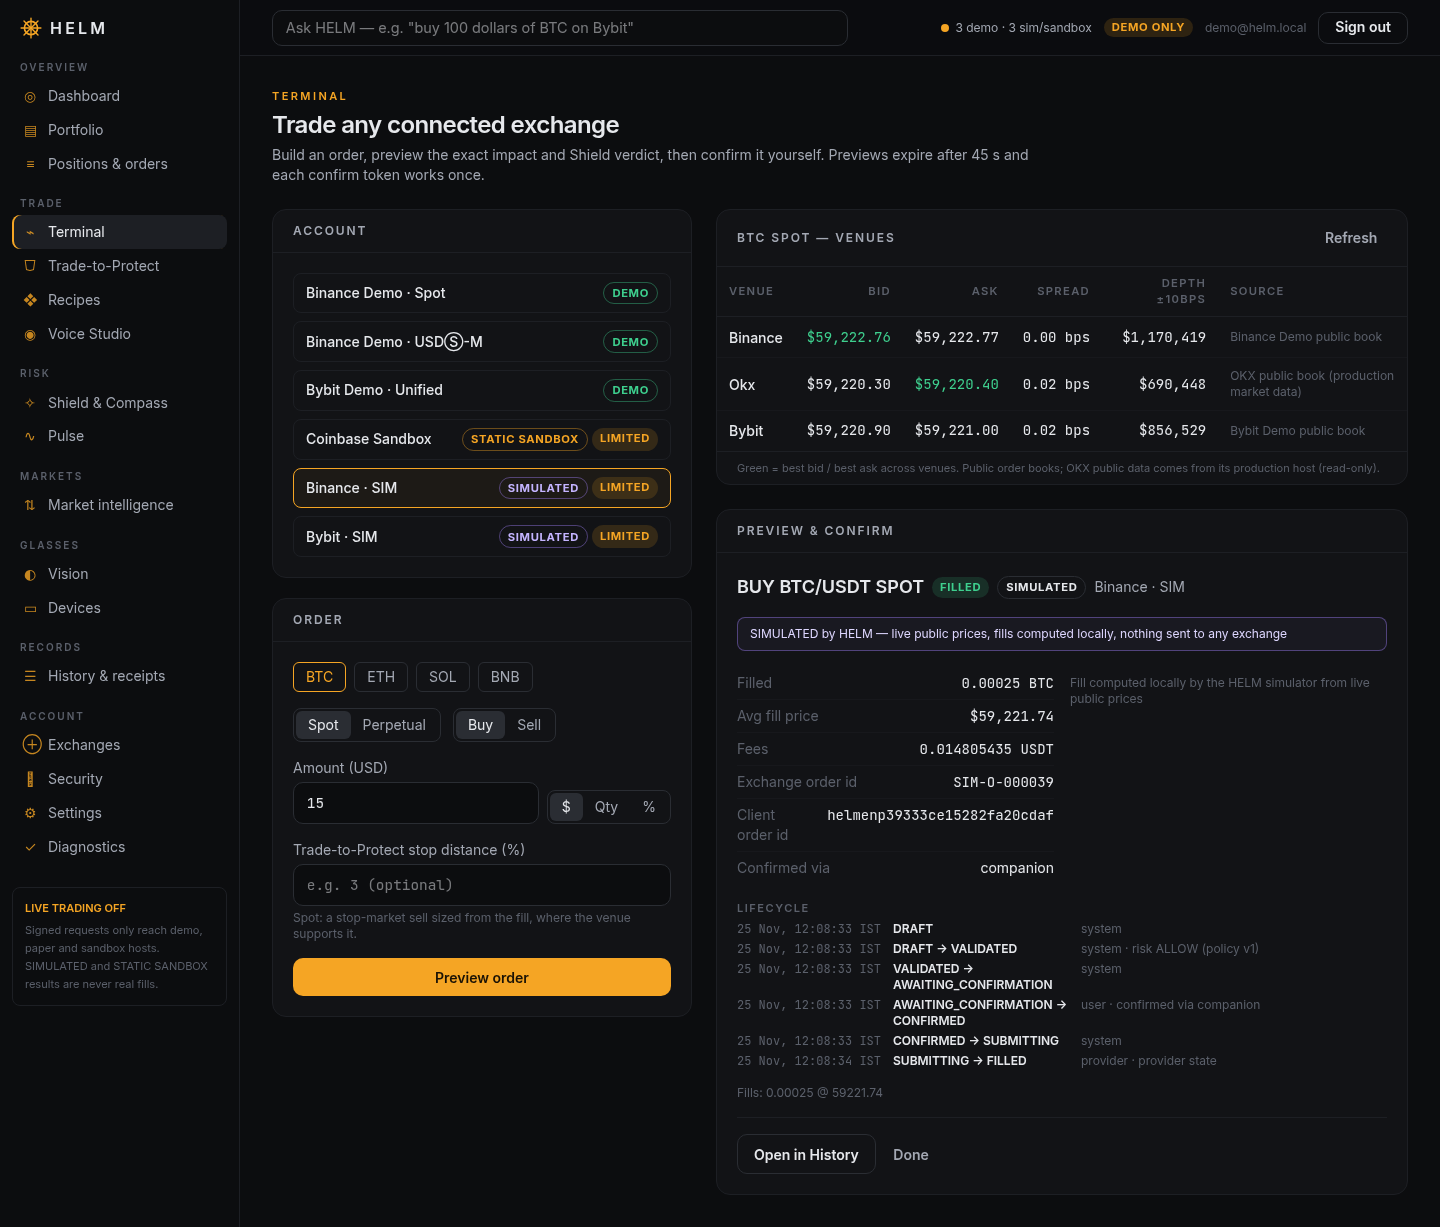 HELM
OVERVIEW
Dashboard
Portfolio
Positions & orders
TRADE
Terminal
Trade-to-Protect
Recipes
Voice Studio
RISK
Shield & Compass
Pulse
MARKETS
Market intelligence
GLASSES
Vision
Devices
RECORDS
History & receipts
ACCOUNT
Exchanges
Security
Settings
Diagnostics
LIVE TRADING OFF
Signed requests only reach demo,
paper and sandbox hosts.
SIMULATED and STATIC SANDBOX
results are never real fills.
Ask HELM — e.g. "buy 100 dollars of BTC on Bybit"
3 demo · 3 sim/sandbox DEMO ONLY demo@helm.local Sign out
TERMINAL
Trade any connected exchange
Build an order, preview the exact impact and Shield verdict, then confirm it yourself. Previews expire after 45 s and
each confirm token works once.
ACCOUNT
Binance Demo · Spot DEMO
Binance Demo · USDⓈ-M DEMO
Bybit Demo · Unified DEMO
Coinbase Sandbox STATIC SANDBOX LIMITED
Binance · SIM SIMULATED LIMITED
Bybit · SIM SIMULATED LIMITED
ORDER
BTC ETH SOL BNB
Spot Perpetual Buy Sell
Amount (USD)
15 $ Qty %
Trade-to-Protect stop distance (%)
e.g. 3 (optional)
Spot: a stop-market sell sized from the fill, where the venue
supports it.
Preview order
BTC SPOT — VENUES Refresh
VENUE BID ASK SPREAD DEPTH ±10BPS SOURCE
Binance $59,222.76 $59,222.77 0.00 bps $1,170,419 Binance Demo public book
Okx $59,220.30 $59,220.40 0.02 bps $690,448 OKX public book (production
market data)
Bybit $59,220.90 $59,221.00 0.02 bps $856,529 Bybit Demo public book
Green = best bid / best ask across venues. Public order books; OKX public data comes from its production host (read-only).
PREVIEW & CONFIRM
BUY BTC/USDT SPOT FILLED SIMULATED Binance · SIM
SIMULATED by HELM — live public prices, fills computed locally, nothing sent to any exchange
Filled 0.00025 BTC
Avg fill price $59,221.74
Fees 0.014805435 USDT
Exchange order id SIM-O-000039
Client order id helmenp39333ce15282fa20cdaf
Confirmed via companion
Fill computed locally by the HELM simulator from live
public prices
LIFECYCLE
25 Nov, 12:08:33 IST DRAFT system
25 Nov, 12:08:33 IST DRAFT → VALIDATED system · risk ALLOW (policy v1)
25 Nov, 12:08:33 IST VALIDATED → AWAITING_CONFIRMATION system
25 Nov, 12:08:33 IST AWAITING_CONFIRMATION → CONFIRMED user · confirmed via companion
25 Nov, 12:08:33 IST CONFIRMED → SUBMITTING system
25 Nov, 12:08:34 IST SUBMITTING → FILLED provider · provider state
Fills: 0.00025 @ 59221.74
Open in History Done